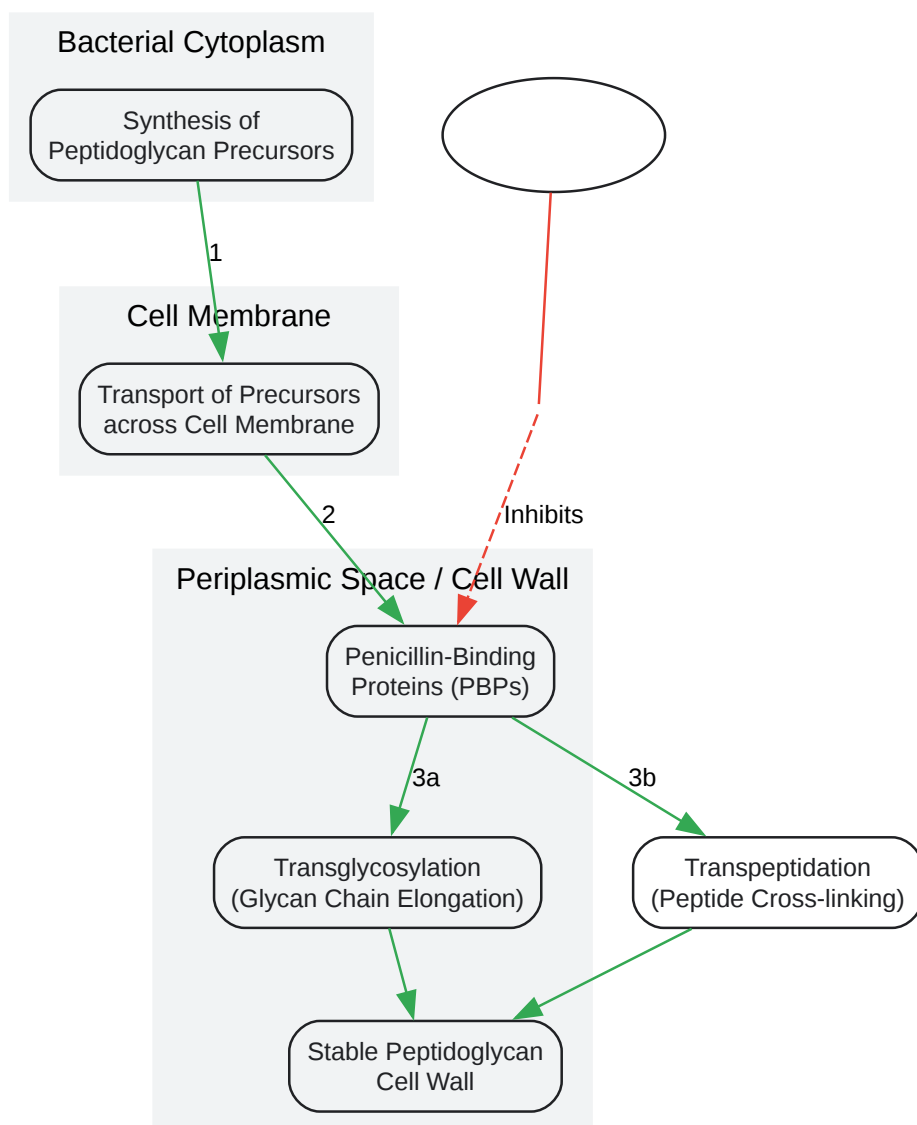 Bacterial Cytoplasm
Synthesis of
Peptidoglycan Precursors
1
Cell Membrane
Transport of Precursors
across Cell Membrane
2
Inhibits
Periplasmic Space / Cell Wall
Penicillin-Binding
Proteins (PBPs)
3a
3b
Transglycosylation
(Glycan Chain Elongation)
Transpeptidation
(Peptide Cross-linking)
Stable Peptidoglycan
Cell Wall